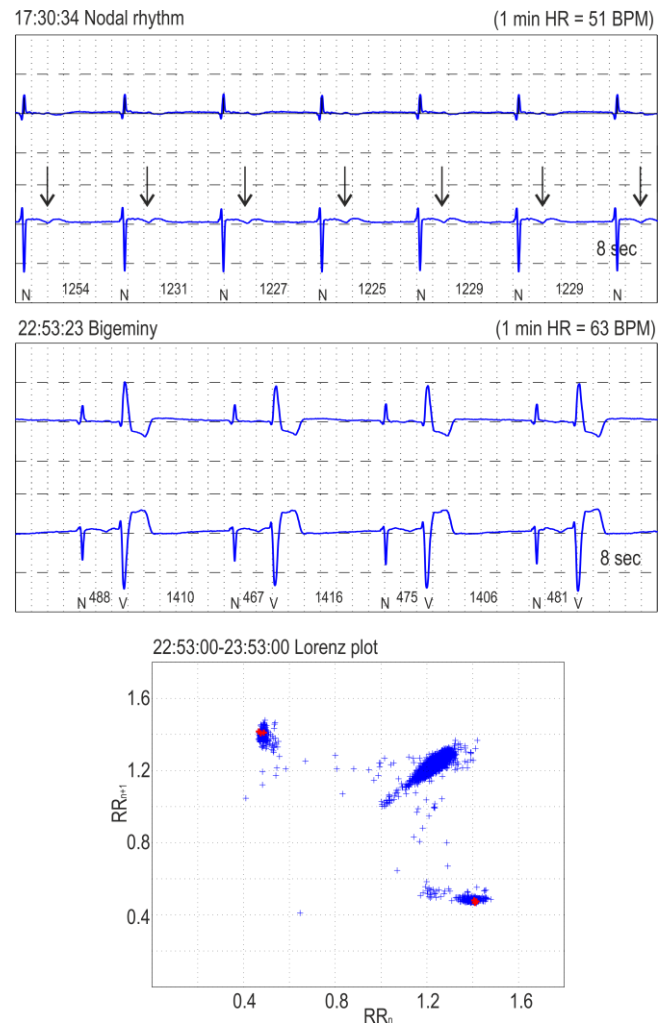 17:30:34 Nodal rhythm (1 min HR = 51 BPM)
8 sec
N 1254 N 1231 N 1227 N 1225 N 1229 N 1229 N
22:53:23 Bigeminy (1 min HR = 63 BPM)
8 sec
N 488 V 1410 N 467 V 1416 N 475 V 1406 N 481 V
22:53:00-23:53:00 Lorenz plot
1.6
1.2
RRn+1
0.8
0.4
0.4 0.8 1.2 1.6
RRn